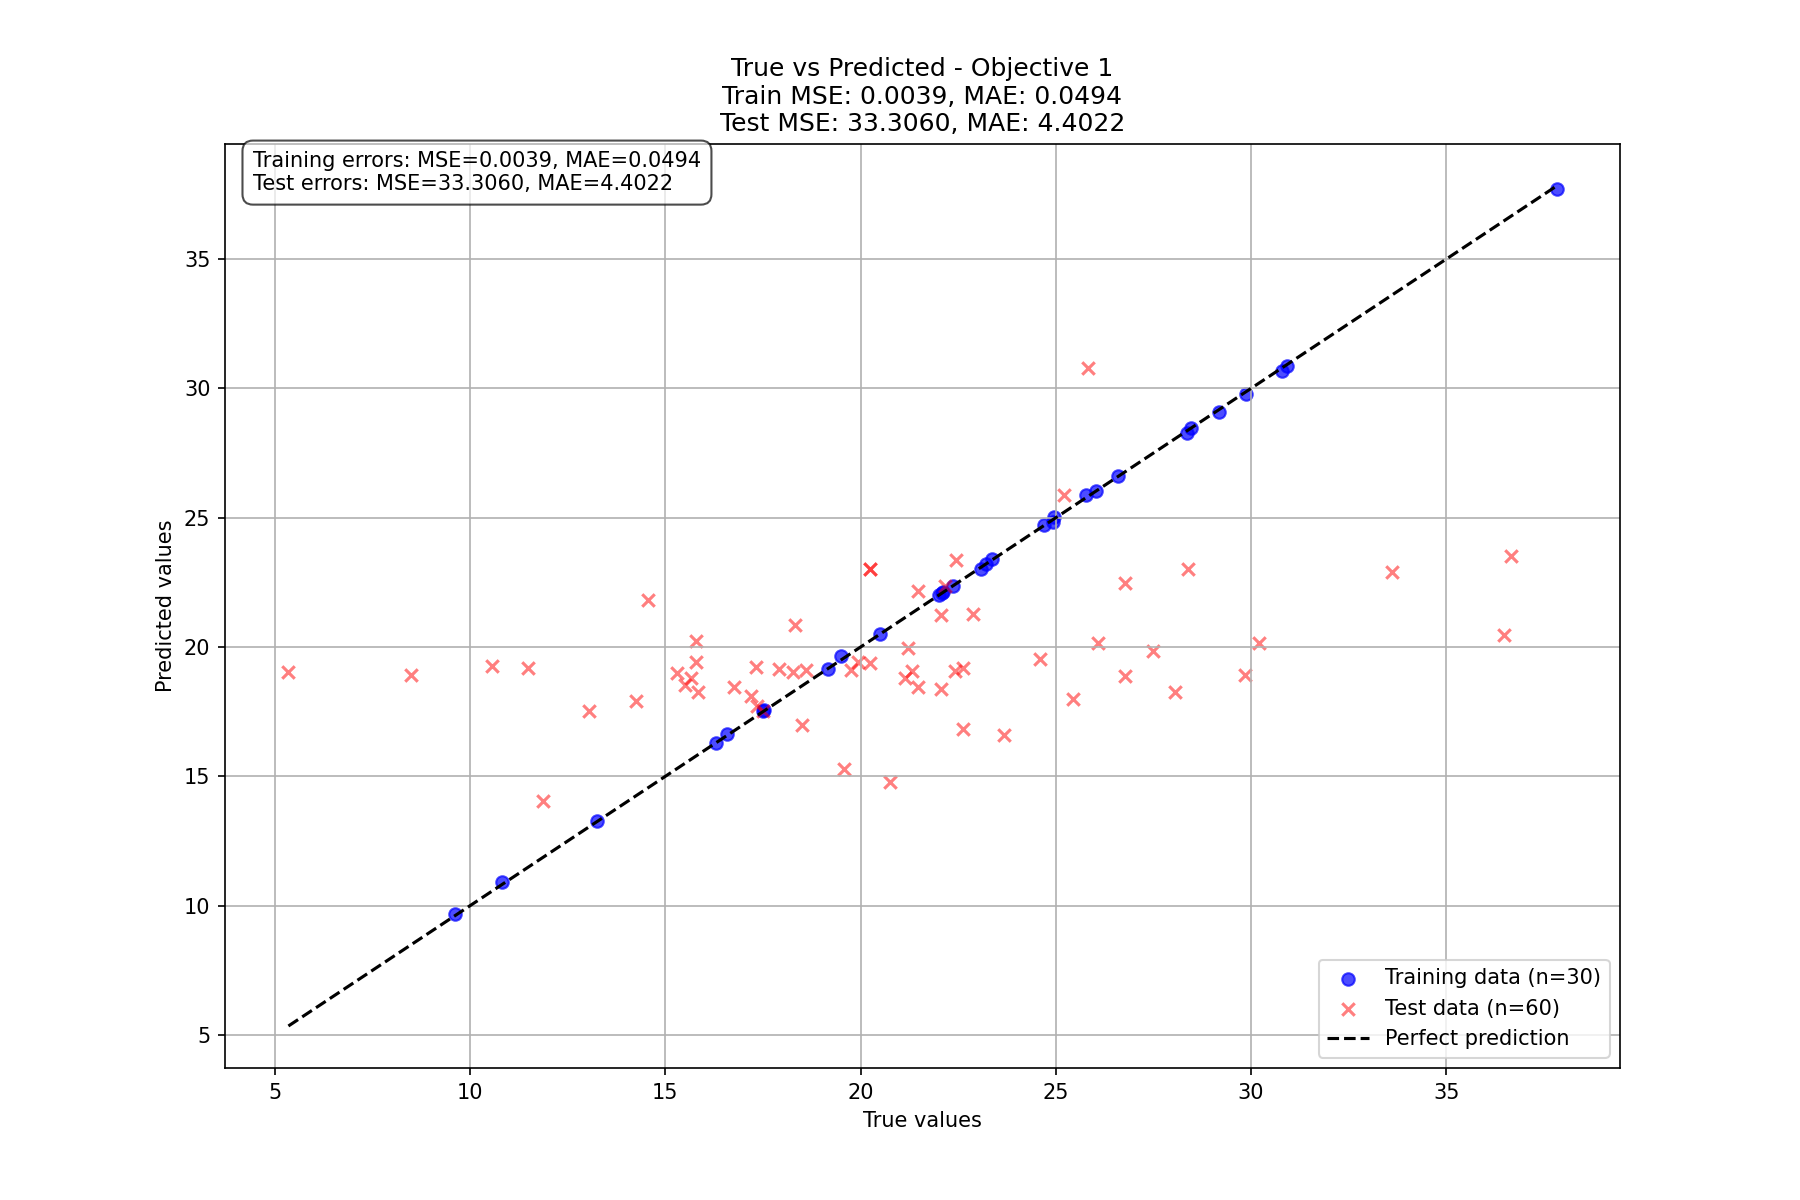 True vs Predicted - Objective 1
Train MSE: 0.0039, MAE: 0.0494
Test MSE: 33.3060, MAE: 4.4022
Training errors: MSE=0.0039, MAE=0.0494
Test errors: MSE=33.3060, MAE=4.4022
35
30
25
20
15
10
5
Predicted values
Training data (n=30)
Test data (n=60)
Perfect prediction
5 10 15 20 25 30 35
True values